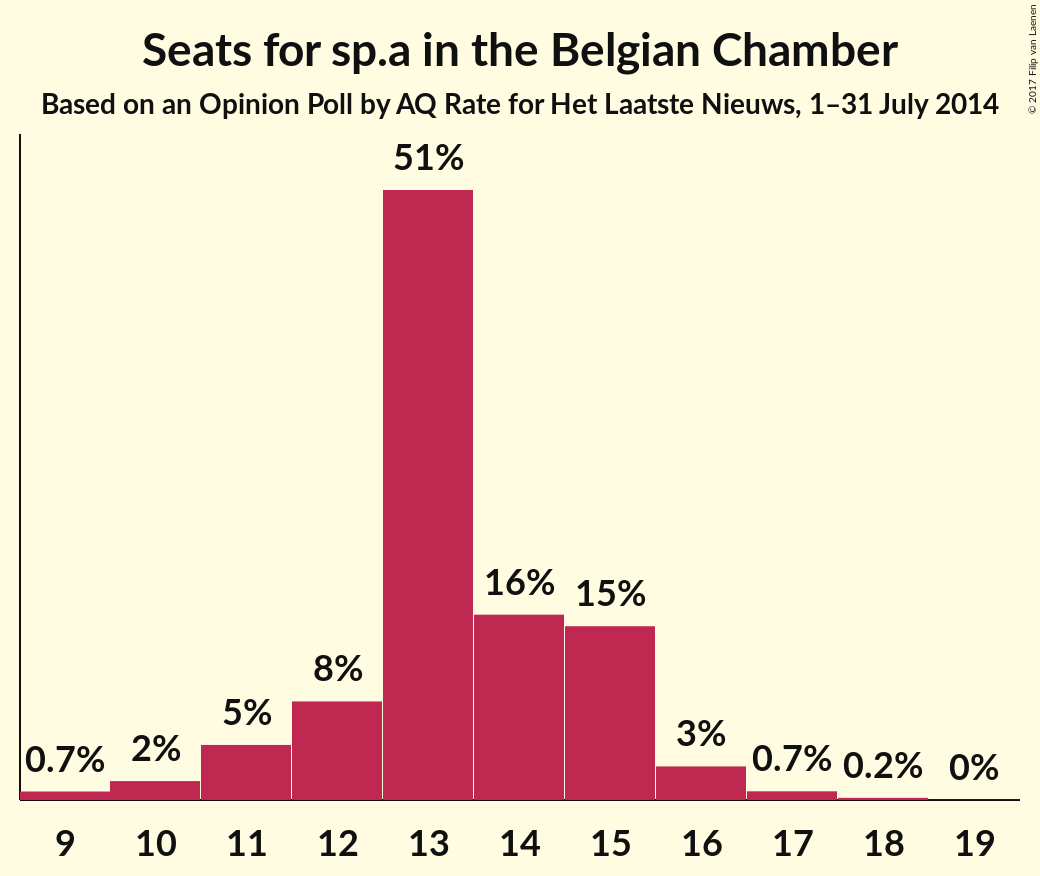 Seats for sp.a in the Belgian Chamber
Based on an Opinion Poll by AQ Rate for Het Laatste Nieuws, 1–31 July 2014
© 2017 Filip van Laenen
51%
16%
15%
8%
5%
3%
2%
0.7%
0.7%
0.2%
0%
9 10 11 12 13 14 15 16 17 18 19